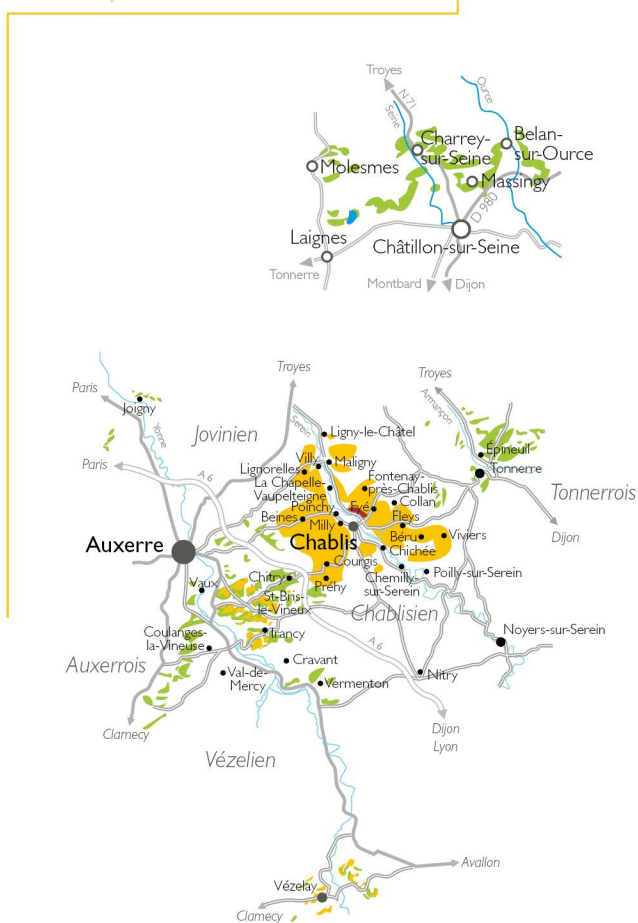 Troyes
N 71
Seine
Ource
Charrey-
sur-Seine
Belan-
sur-Ource
Molesmes
Massingy
D 980
Laignes
Châtillon-sur-Seine
Tonnerre
Montbard
Dijon
Troyes
Troyes
Paris
Joigny
Yonne
Jovinien
Serein
Armançon
Ligny-le-Châtel
Épineuil
Paris
A 6
Villy
Maligny
Lignorelles
Fontenay-
près-Chablis
Tonnerre
La Chapelle-
Vaupelteigne
Collan
Tonnerrois
Poinchy
Fyé
Beines
Fleys
Milly
Chablis
Béru
Viviers
Dijon
Auxerre
Chichée
Courgis
Chitry
Préhy
Chemilly-
sur-Serein
Poilly-sur-Serein
Vaux
St-Bris-
le-Vineux
Chablisien
Irancy
Noyers-sur-Serein
Coulanges-
la-Vineuse
A 6
Auxerrois
Cravant
Val-de-
Mercy
Nitry
Vermenton
Clamecy
Dijon
Lyon
Vézelien
Avallon
Vézelay
Clamecy